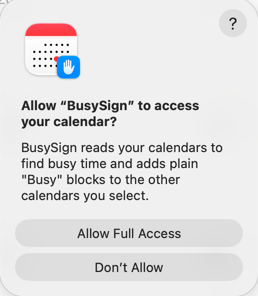 ?
Allow “BusySign” to access
your calendar?
BusySign reads your calendars to
find busy time and adds plain
"Busy" blocks to the other
calendars you select.
Allow Full Access
Don’t Allow